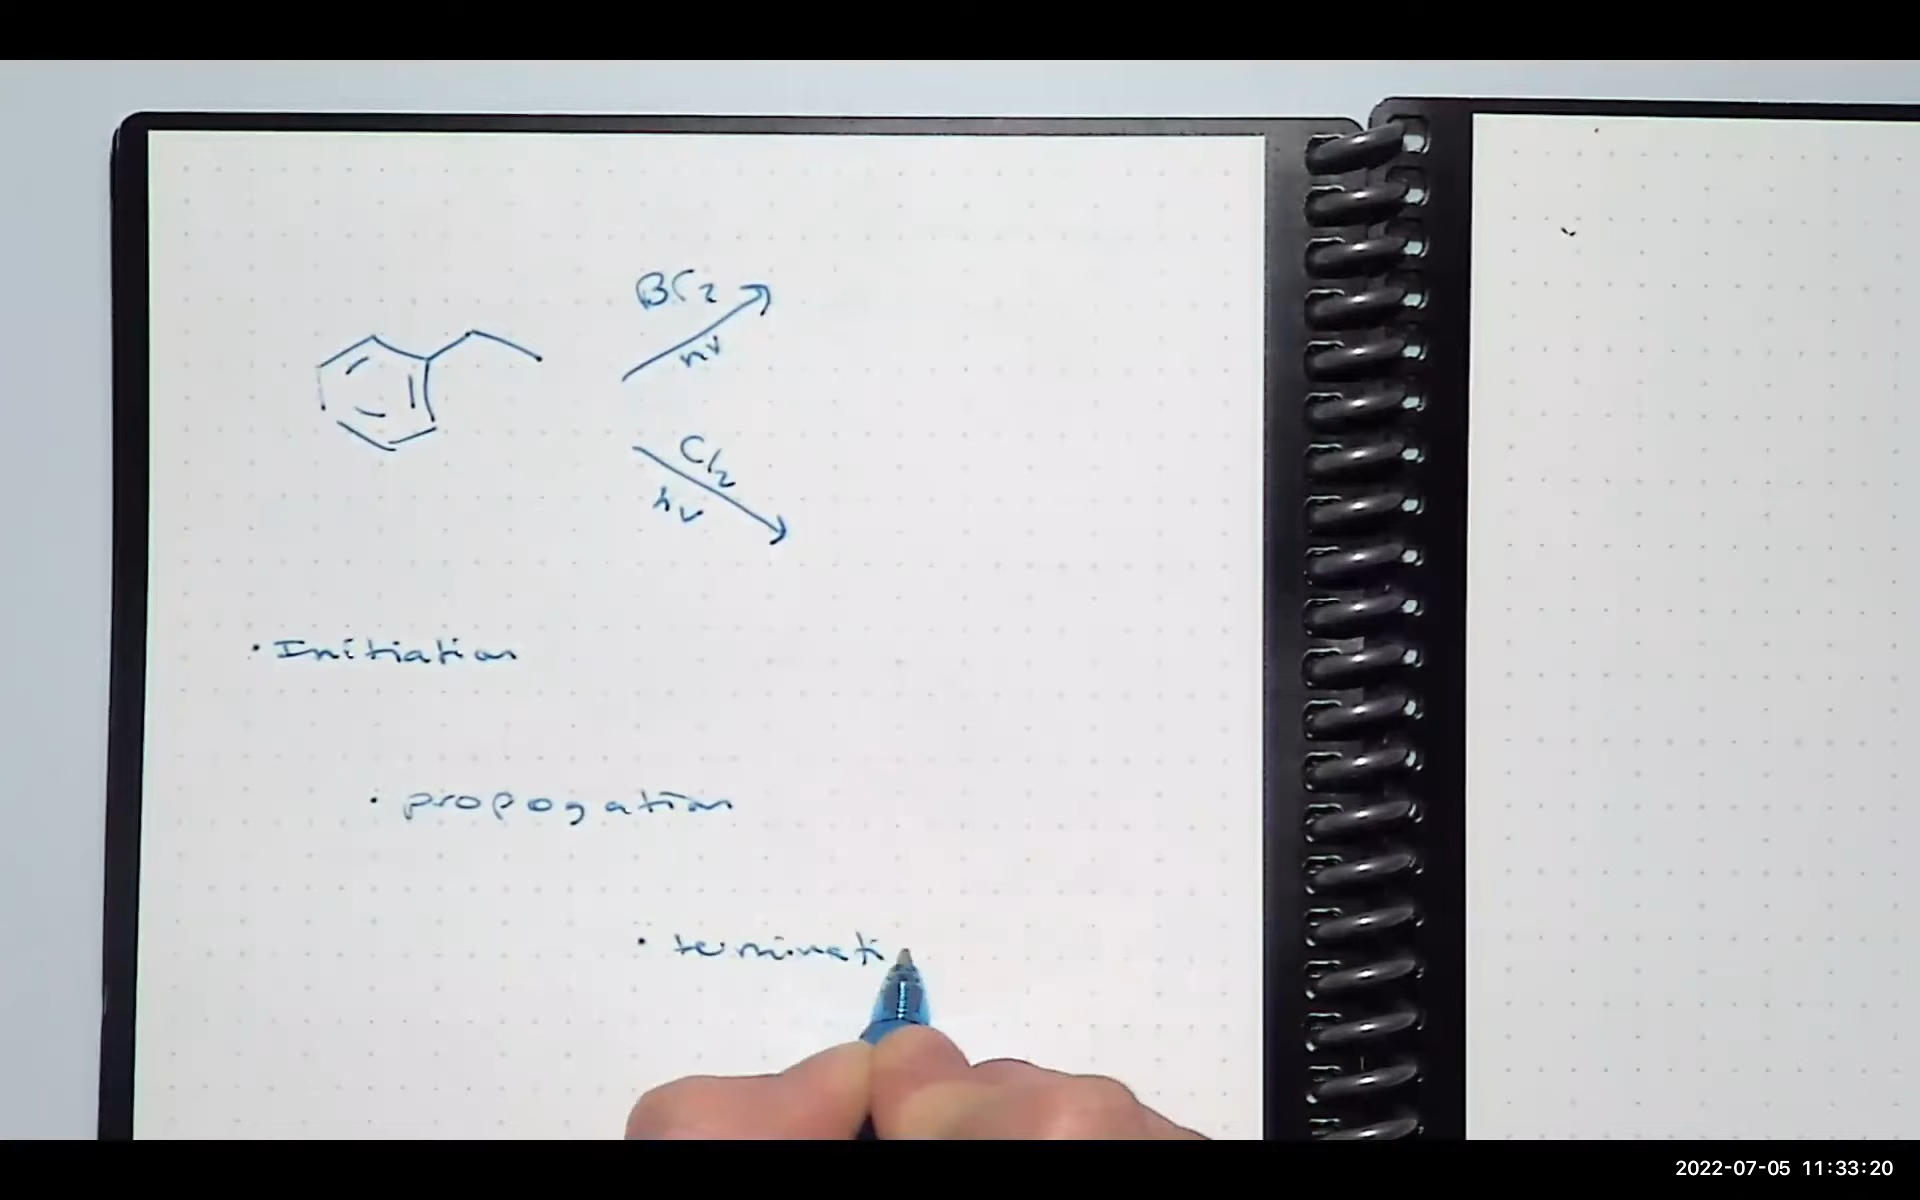 Br2
hv
Cl2
hv
· Initiation
· propogation
· terminati
2022-07-05 11:33:20